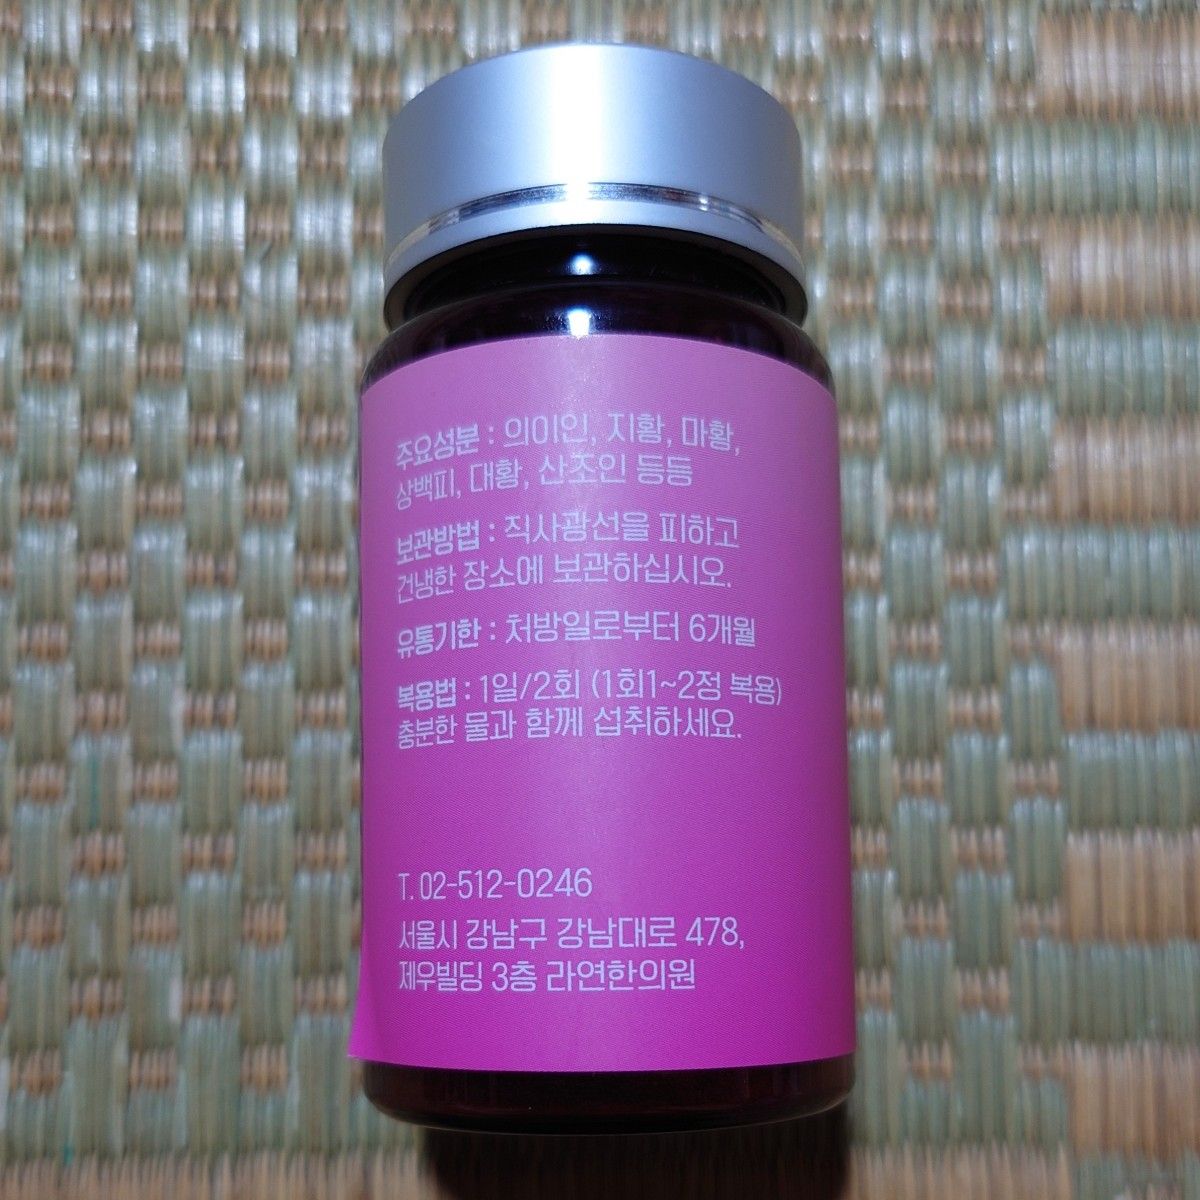 주요성분 : 의이인, 지황, 마황,
상백피, 대황, 산조인 등등
보관방법 : 직사광선을 피하고
건냉한 장소에 보관하십시오.
유통기한 : 처방일로부터 6개월
복용법 : 1일/2회 (1회1~2정 복용)
충분한 물과 함께 섭취하세요.
T. 02-512-0246
서울시 강남구 강남대로 478,
제우빌딩 3층 라연한의원